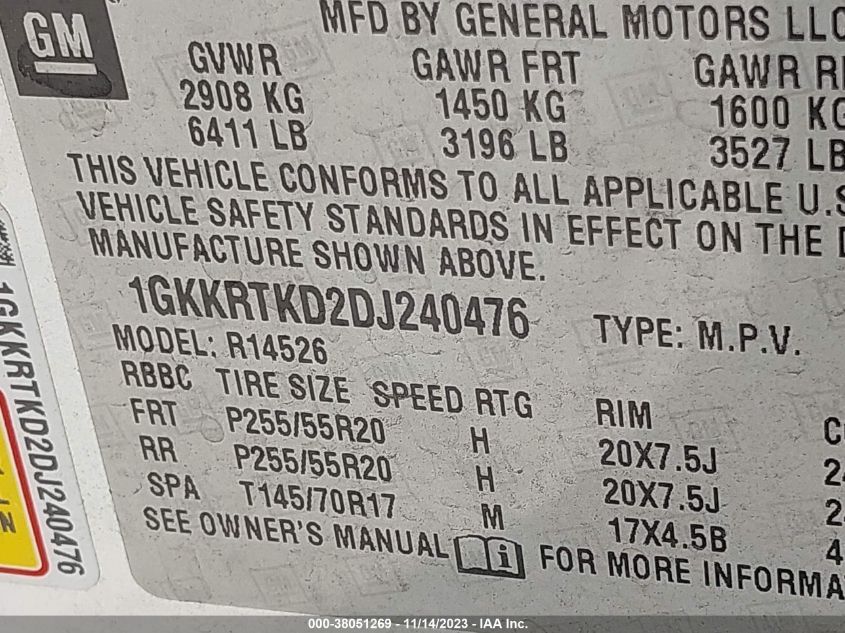 GM
MFD BY GENERAL MOTORS LLC
GVWR GAWR FRT GAWR
2908 KG 1450 KG 1600 KG
6411 LB 3196 LB 3527 LB
THIS VEHICLE CONFORMS TO ALL APPLICABLE U.S
VEHICLE SAFETY STANDARDS IN EFFECT ON THE
MANUFACTURE SHOWN ABOVE.
1GKKRTKD2DJ240476 TYPE: M.P.V.
MODEL: R14526
RBBC TIRE SIZE SPEED RTG RIM
FRT P255/55R20 H 20X7.5J
RR P255/55R20 H 20X7.5J
SPA T145/70R17 M 17X4.5B
SEE OWNER'S MANUAL i FOR MORE INFORMA
1GKKRTKD2DJ240476
000-38051269 - 11/14/2023 - IAA Inc.